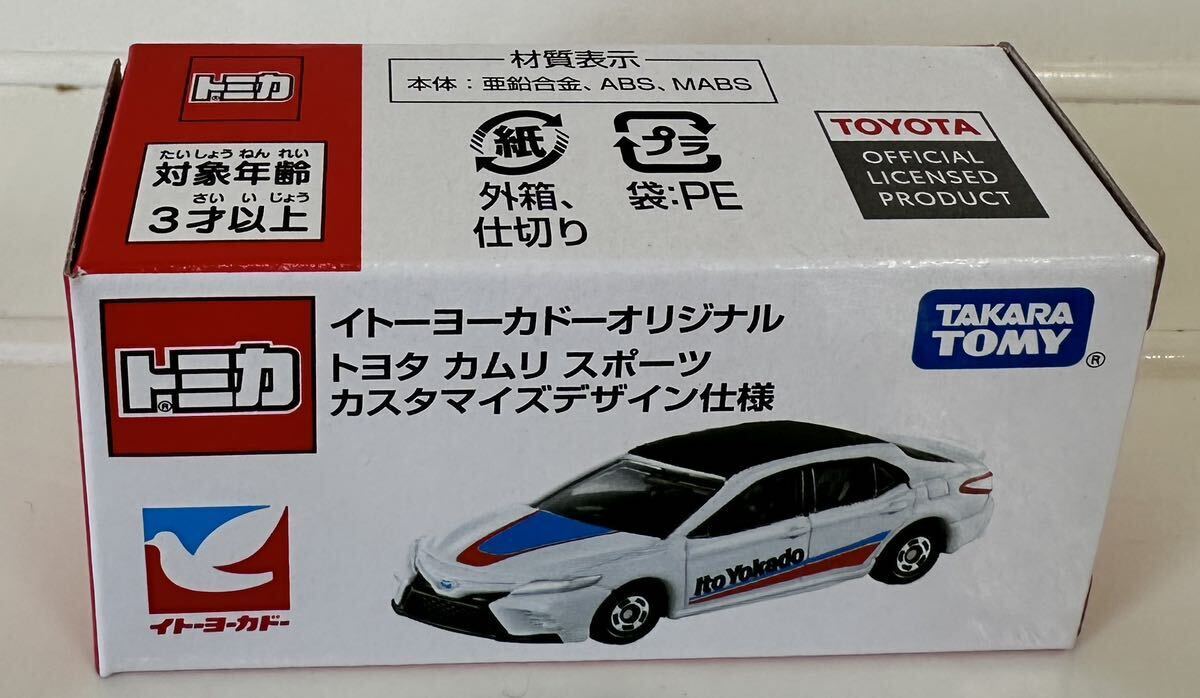 トミカ
たいしょうねんれい
対象年齢
さいいじょう
3才以上
材質表示
本体：亜鉛合金、ABS、MABS
紙
外箱、
仕切り
プラ
袋:PE
TOYOTA
OFFICIAL
LICENSED
PRODUCT
トミカ
®
イトーヨーカドーオリジナル
トヨタ カムリ スポーツ
カスタマイズデザイン仕様
TAKARA
TOMY
®
イトーヨーカドー
Ito Yokado